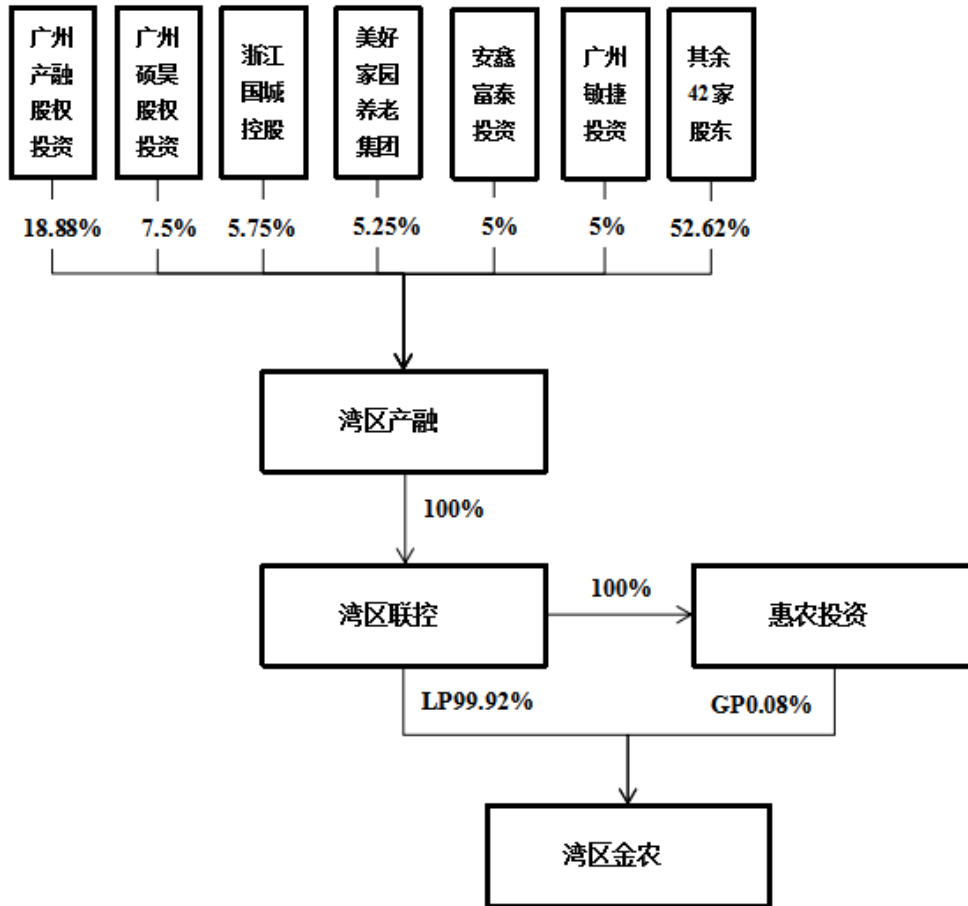 广州
产融
股权
投资
广州
硕昊
股权
投资
浙江
国城
控股
美好
家园
养老
集团
安鑫
富泰
投资
广州
敏捷
投资
其余
42家
股东
18.88%
7.5%
5.75%
5.25%
5%
5%
52.62%
湾区产融
100%
湾区联控
100%
惠农投资
LP99.92%
GP0.08%
湾区金农